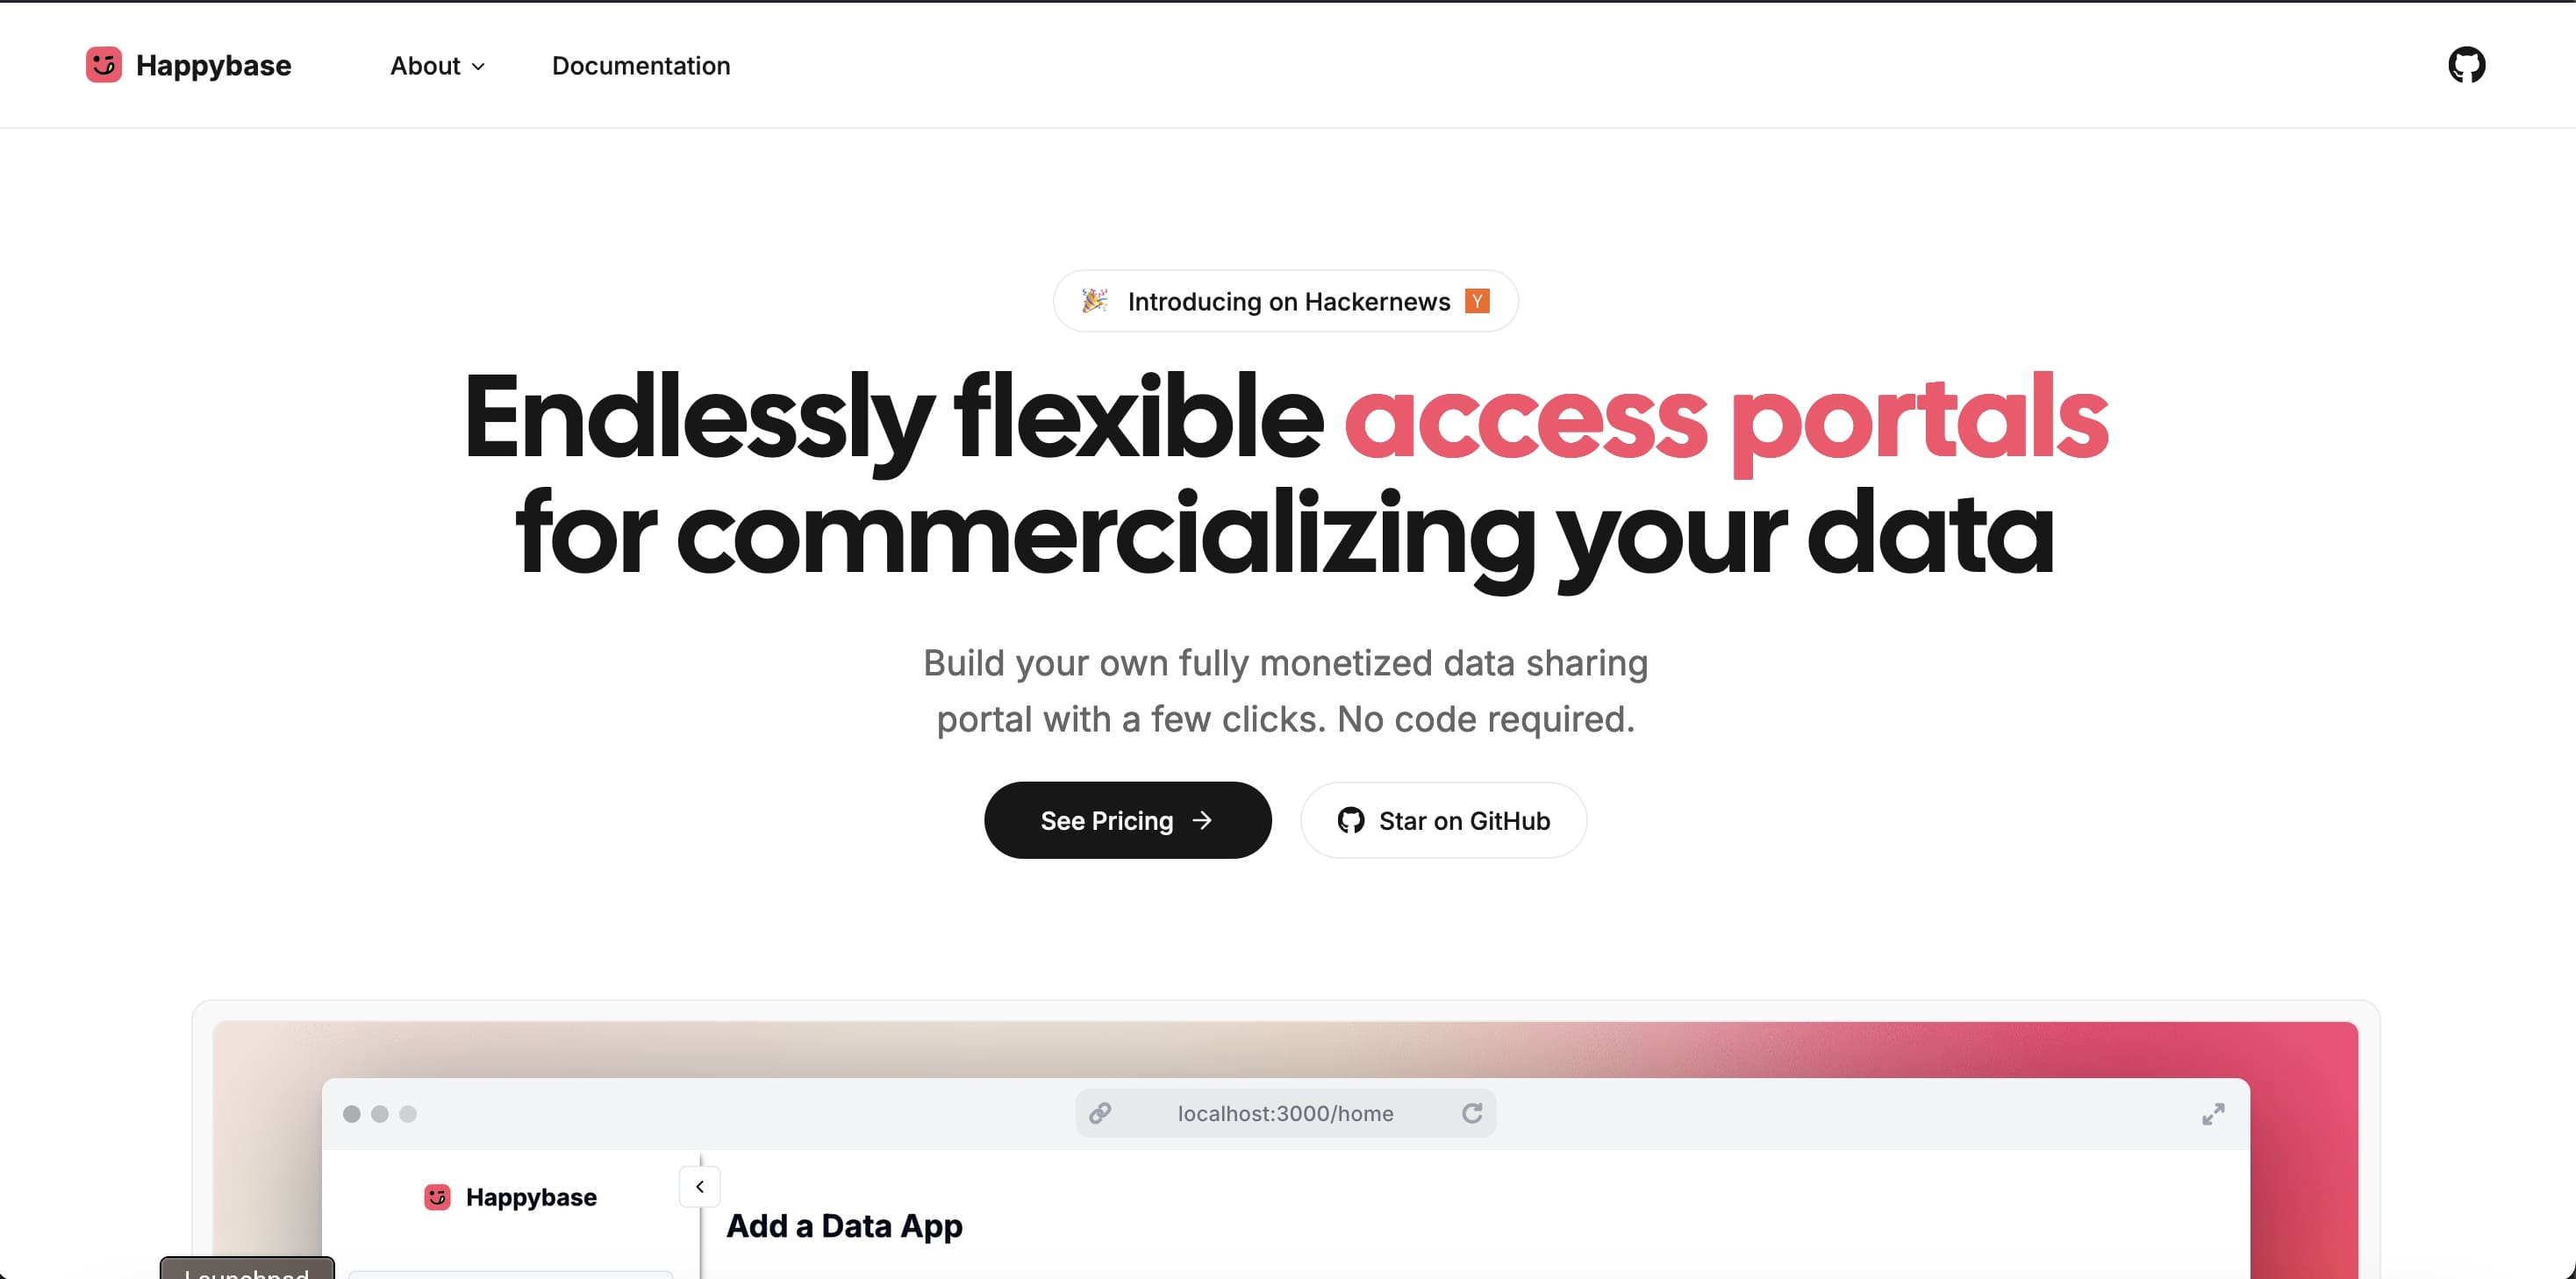 Happybase
About
Documentation
Introducing on Hackernews Y
Endlessly flexible access portals
for commercializing your data
Build your own fully monetized data sharing
portal with a few clicks. No code required.
See Pricing →
Star on GitHub
localhost:3000/home
Happybase
Add a Data App
Launchpad